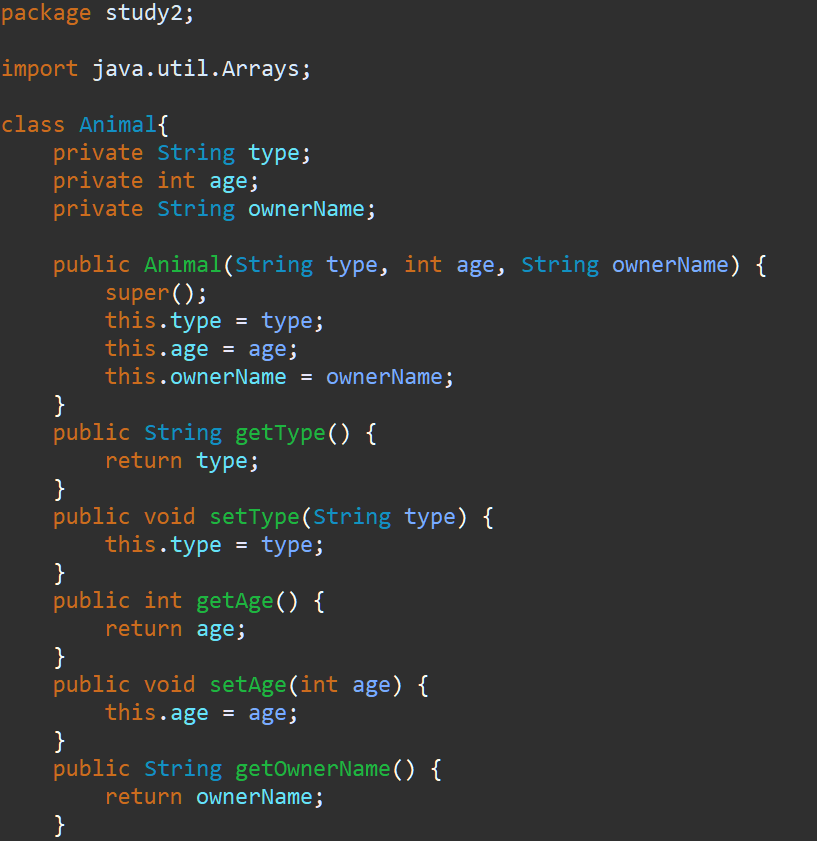 package study2;
import java.util.Arrays;
class Animal{
    private String type;
    private int age;
    private String ownerName;
    public Animal(String type, int age, String ownerName) {
        super();
        this.type = type;
        this.age = age;
        this.ownerName = ownerName;
    }
    public String getType() {
        return type;
    }
    public void setType(String type) {
        this.type = type;
    }
    public int getAge() {
        return age;
    }
    public void setAge(int age) {
        this.age = age;
    }
    public String getOwnerName() {
        return ownerName;
    }